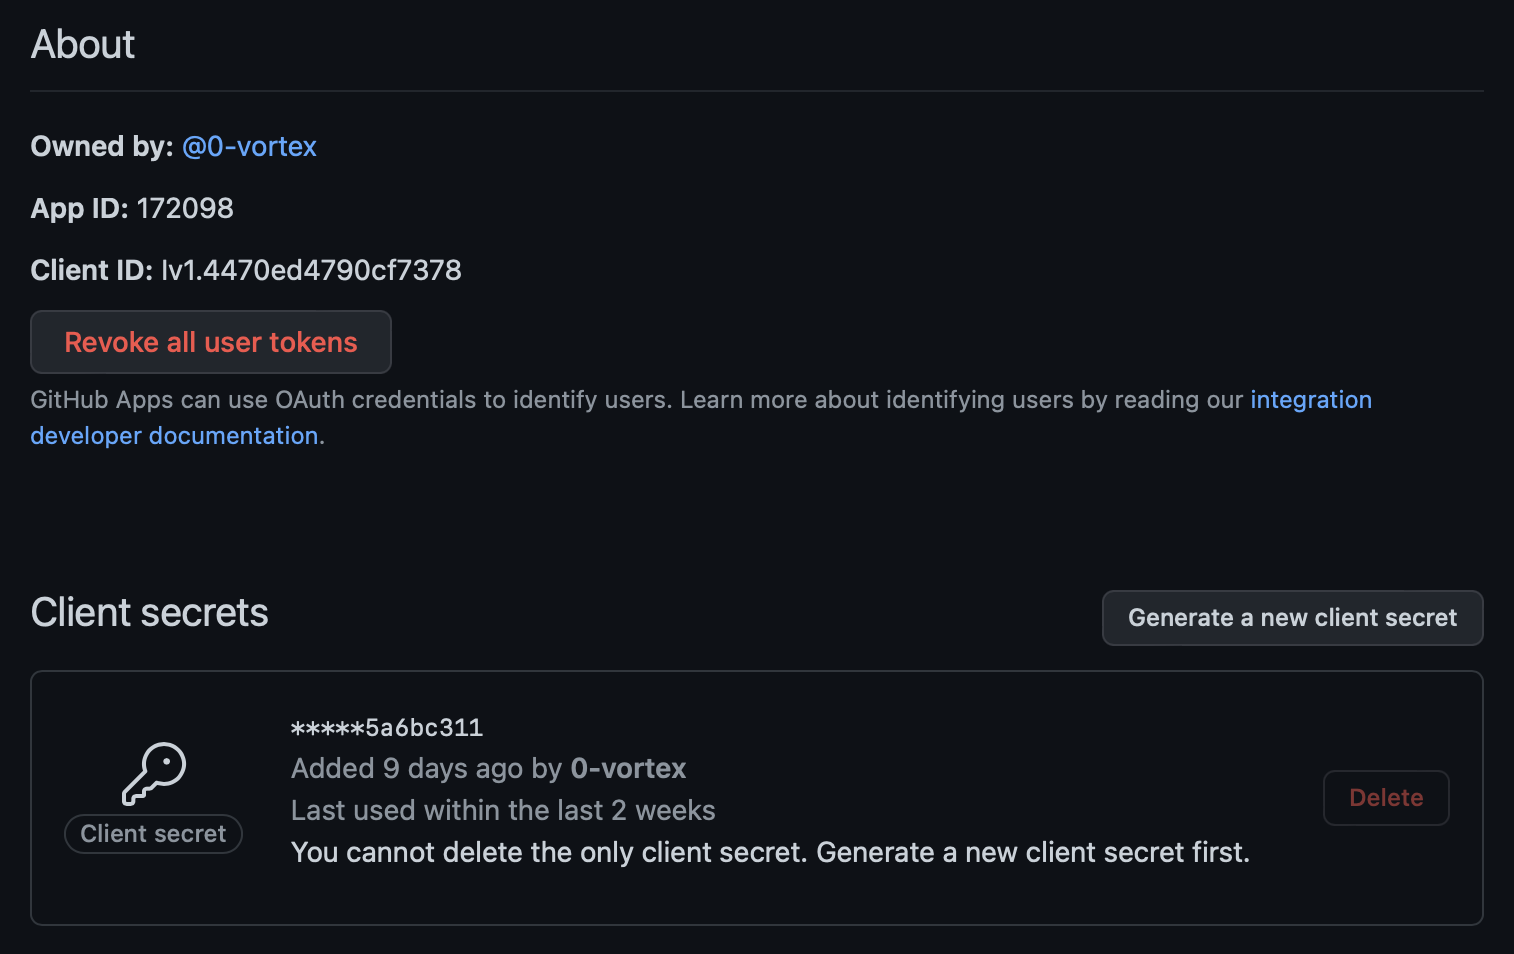 About
Owned by: @0-vortex
App ID: 172098
Client ID: Iv1.4470ed4790cf7378
Revoke all user tokens
GitHub Apps can use OAuth credentials to identify users. Learn more about identifying users by reading our integration
developer documentation.
Client secrets
Generate a new client secret
*****5a6bc311
Added 9 days ago by 0-vortex
Last used within the last 2 weeks
You cannot delete the only client secret. Generate a new client secret first.
Client secret
Delete